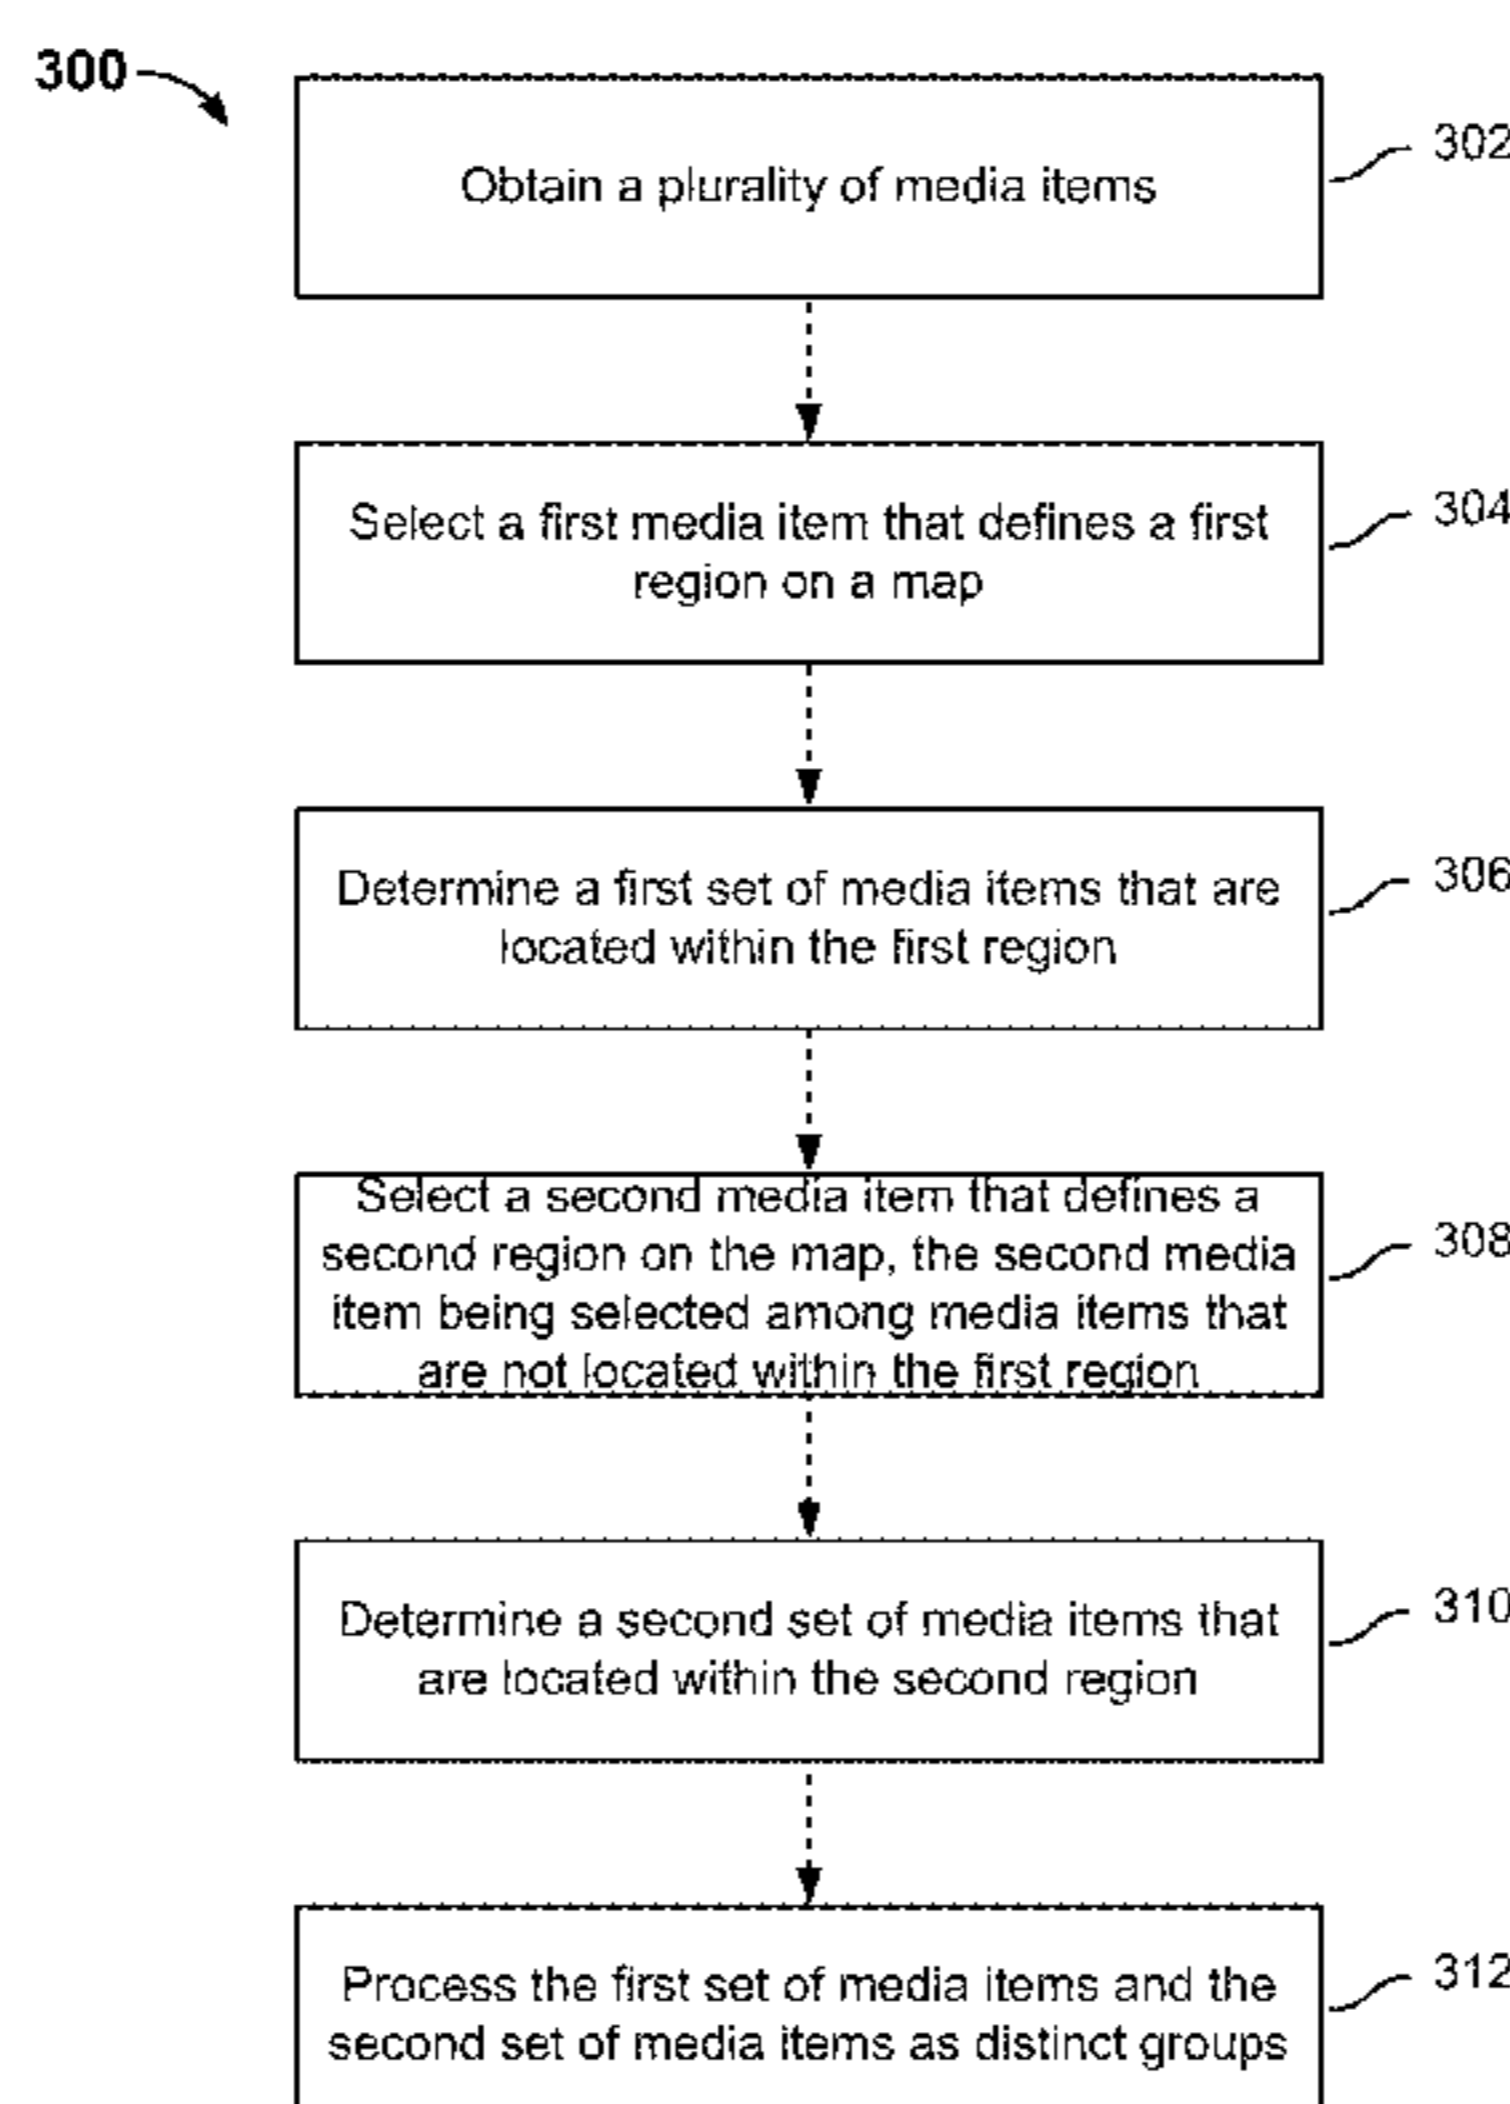 300
Obtain a plurality of media items
302
Select a first media item that defines a first
region on a map
304
Determine a first set of media items that are
located within the first region
306
Select a second media item that defines a
second region on the map, the second media
item being selected among media items that
are not located within the first region
308
Determine a second set of media items that
are located within the second region
310
Process the first set of media items and the
second set of media items as distinct groups
312